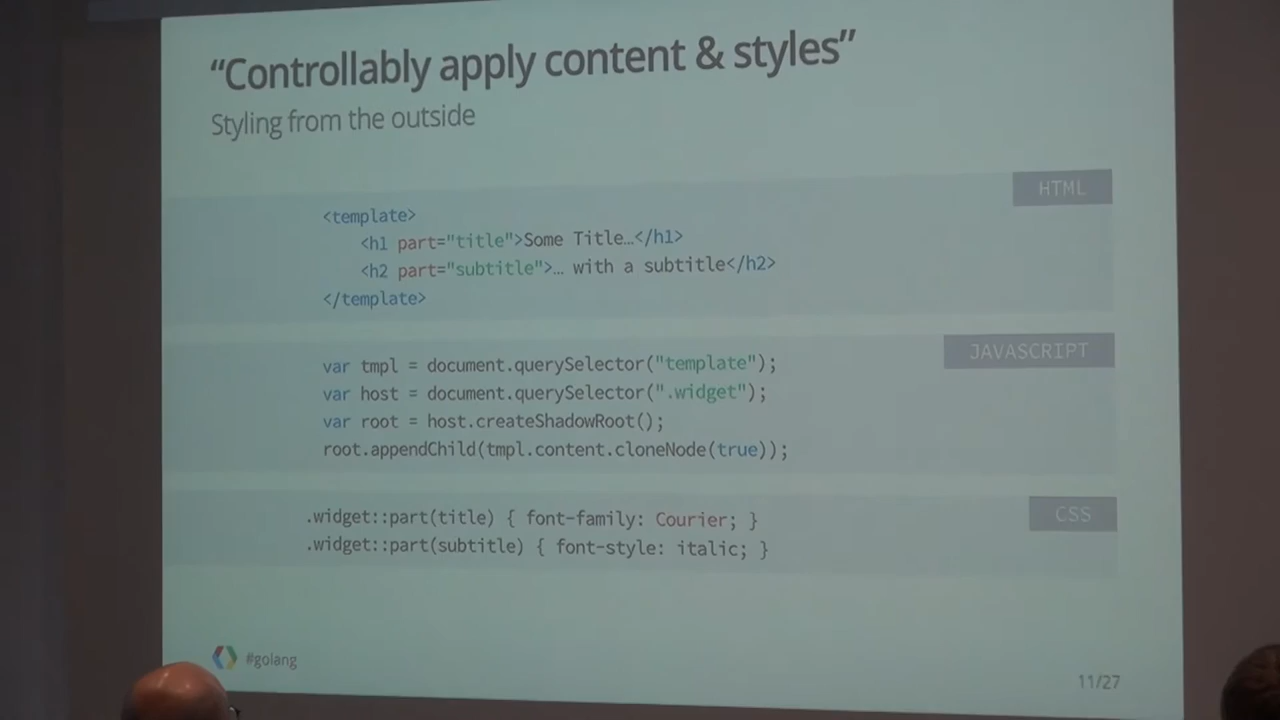 “Controllably apply content & styles”
Styling from the outside
HTML
<template>
<h1 part="title">Some Title…</h1>
<h2 part="subtitle">… with a subtitle</h2>
</template>
JAVASCRIPT
var tmpl = document.querySelector("template");
var host = document.querySelector(".widget");
var root = host.createShadowRoot();
root.appendChild(tmpl.content.cloneNode(true));
CSS
.widget::part(title) { font-family: Courier; }
.widget::part(subtitle) { font-style: italic; }
#golang
11/27